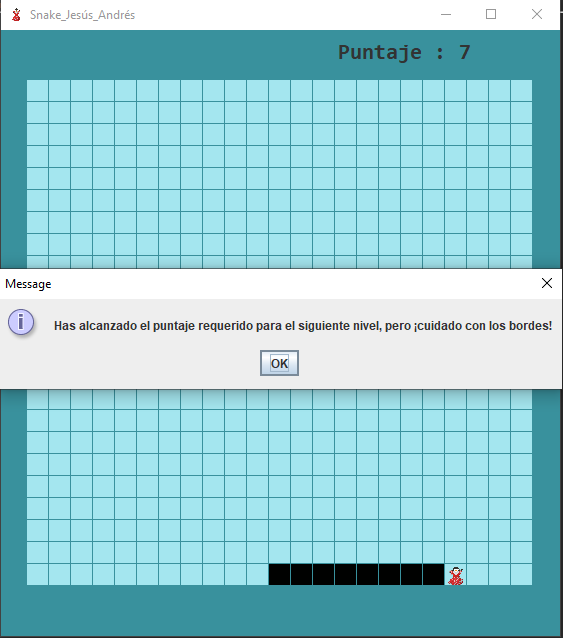 Snake_Jesús_Andrés
Puntaje : 7
Message
Has alcanzado el puntaje requerido para el siguiente nivel, pero ¡cuidado con los bordes!
OK